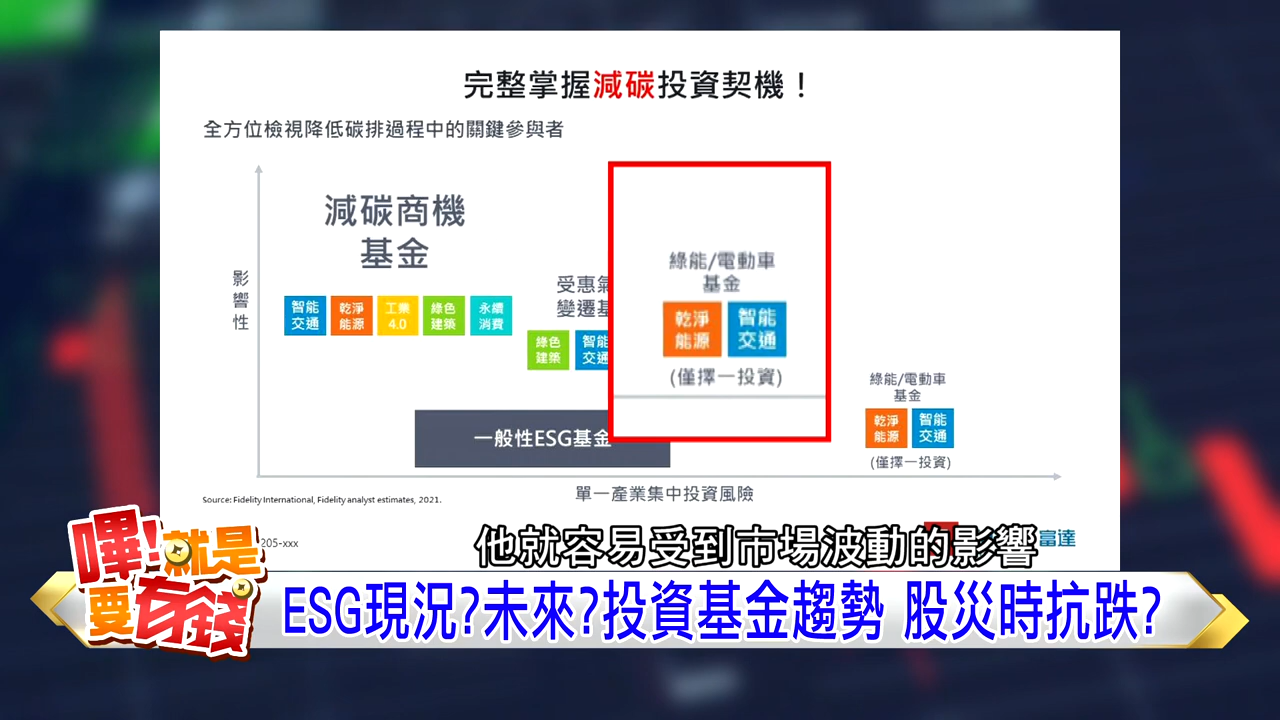 完整掌握減碳投資契機！
全方位檢視降低碳排過程中的關鍵參與者
影響性
減碳商機
基金
智能
交通
乾淨
能源
工業
4.0
綠色
建築
永續
消費
受惠氣
變遷基
綠色
建築
智能
交通
綠能/電動車
基金
乾淨
能源
智能
交通
(僅擇一投資)
一般性ESG基金
綠能/電動車
基金
乾淨
能源
智能
交通
(僅擇一投資)
單一產業集中投資風險
Source: Fidelity International, Fidelity analyst estimates, 2021.
205-xxx
富達
他就容易受到市場波動的影響
嗶!就是
要有錢
ESG現況?未來?投資基金趨勢 股災時抗跌?